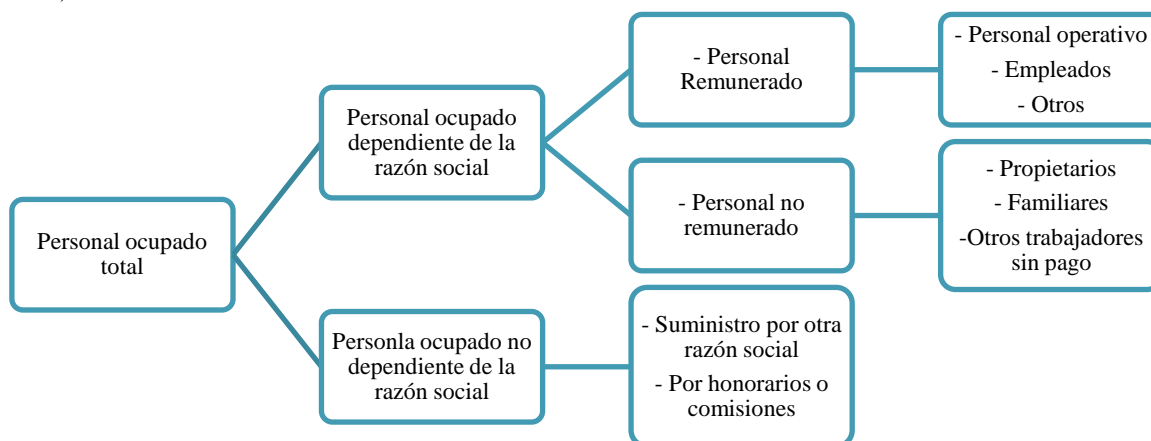 Personal ocupado
total
Personal ocupado
dependiente de la
razón social
- Personal
Remunerado
- Personal operativo
- Empleados
- Otros
- Personal no
remunerado
- Propietarios
- Familiares
-Otros trabajadores
sin pago
Personla ocupado no
dependiente de la
razón social
- Suministro por otra
razón social
- Por honorarios o
comisiones